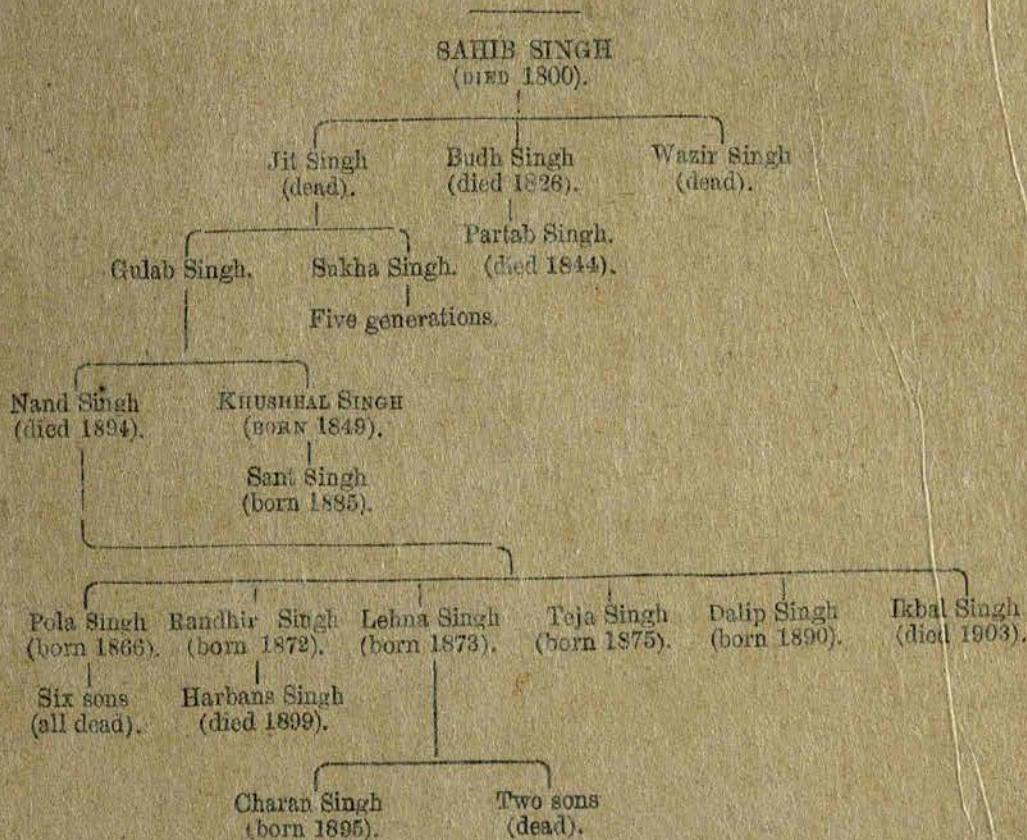 SAHIB SINGH
(DIED 1800).
Jit Singh Budh Singh Wazir Singh
(dead). (died 1826). (dead).
Partab Singh.
Gulab Singh. Sukha Singh. (died 1844).
Five generations.
Nand Singh KHUSHHAL SINGH
(died 1894). (BORN 1849).
Sant Singh
(born 1885).
Pola Singh Randhir Singh Lehna Singh Teja Singh Dalip Singh Ikbal Singh
(born 1866). (born 1872). (born 1873). (born 1875). (born 1890). (died 1903).
Six sons Harbans Singh
(all dead). (died 1899).
Charan Singh Two sons
(born 1895). (dead).